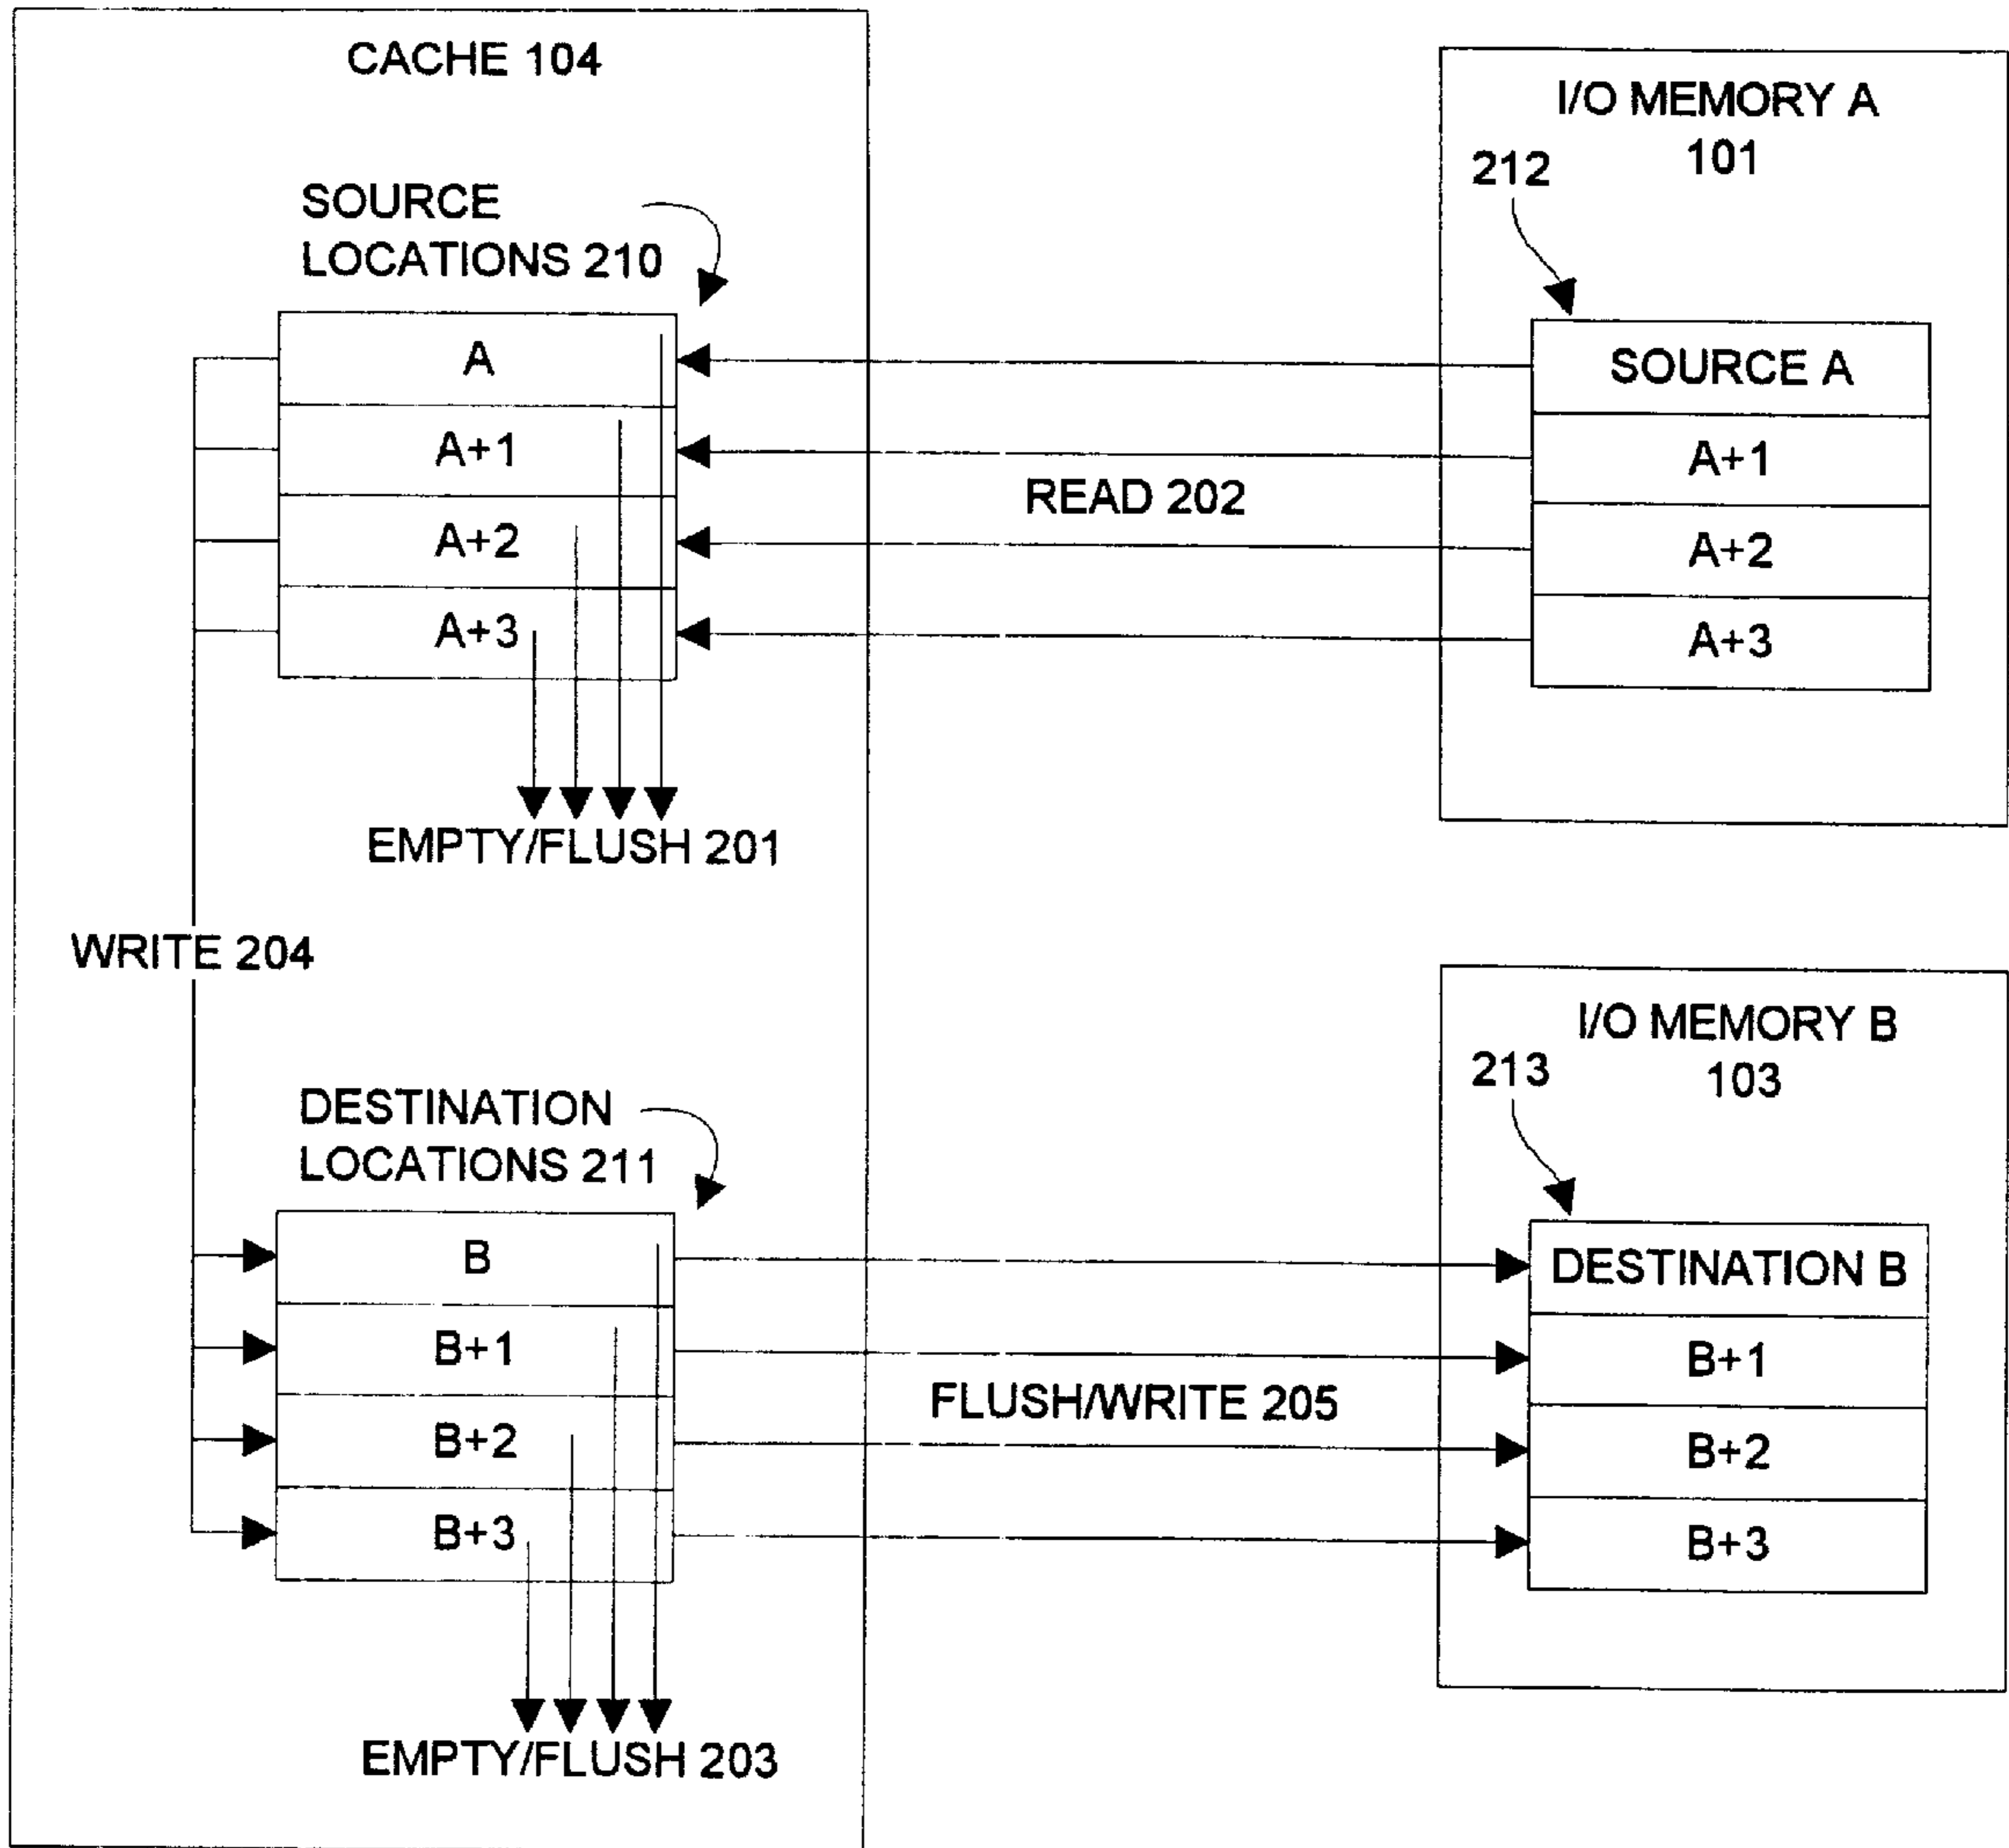 CACHE 104
I/O MEMORY A
101
212
SOURCE
LOCATIONS 210
A
A+1
A+2
A+3
SOURCE A
A+1
A+2
A+3
READ 202
EMPTY/FLUSH 201
WRITE 204
I/O MEMORY B
103
213
DESTINATION
LOCATIONS 211
B
B+1
B+2
B+3
DESTINATION B
B+1
B+2
B+3
FLUSH/WRITE 205
EMPTY/FLUSH 203